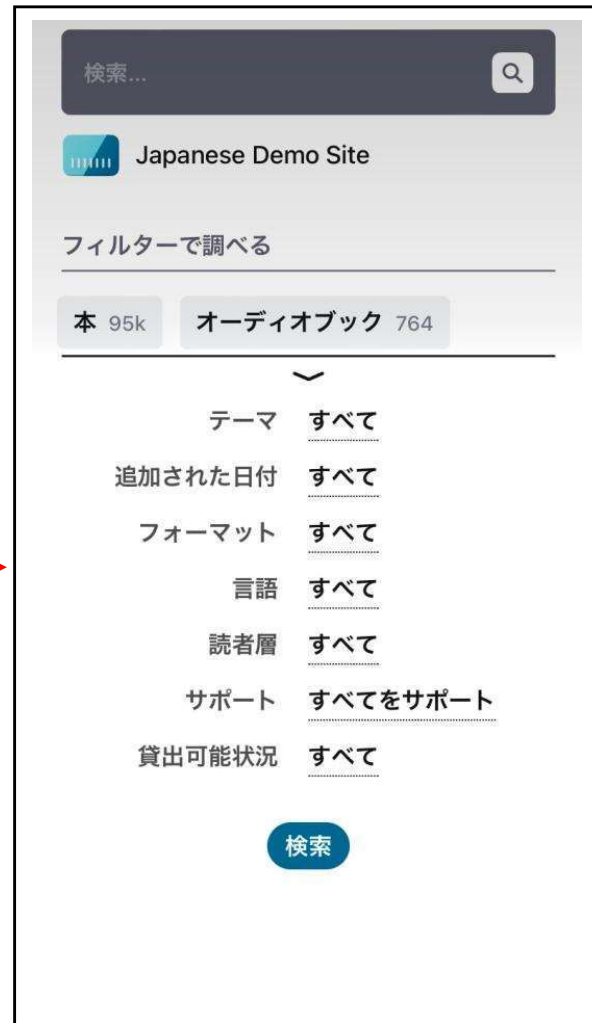 検索...
Japanese Demo Site
フィルターで調べる
本 95k オーディオブック 764
テーマ すべて
追加された日付 すべて
フォーマット すべて
言語 すべて
読者層 すべて
サポート すべてをサポート
貸出可能状況 すべて
検索